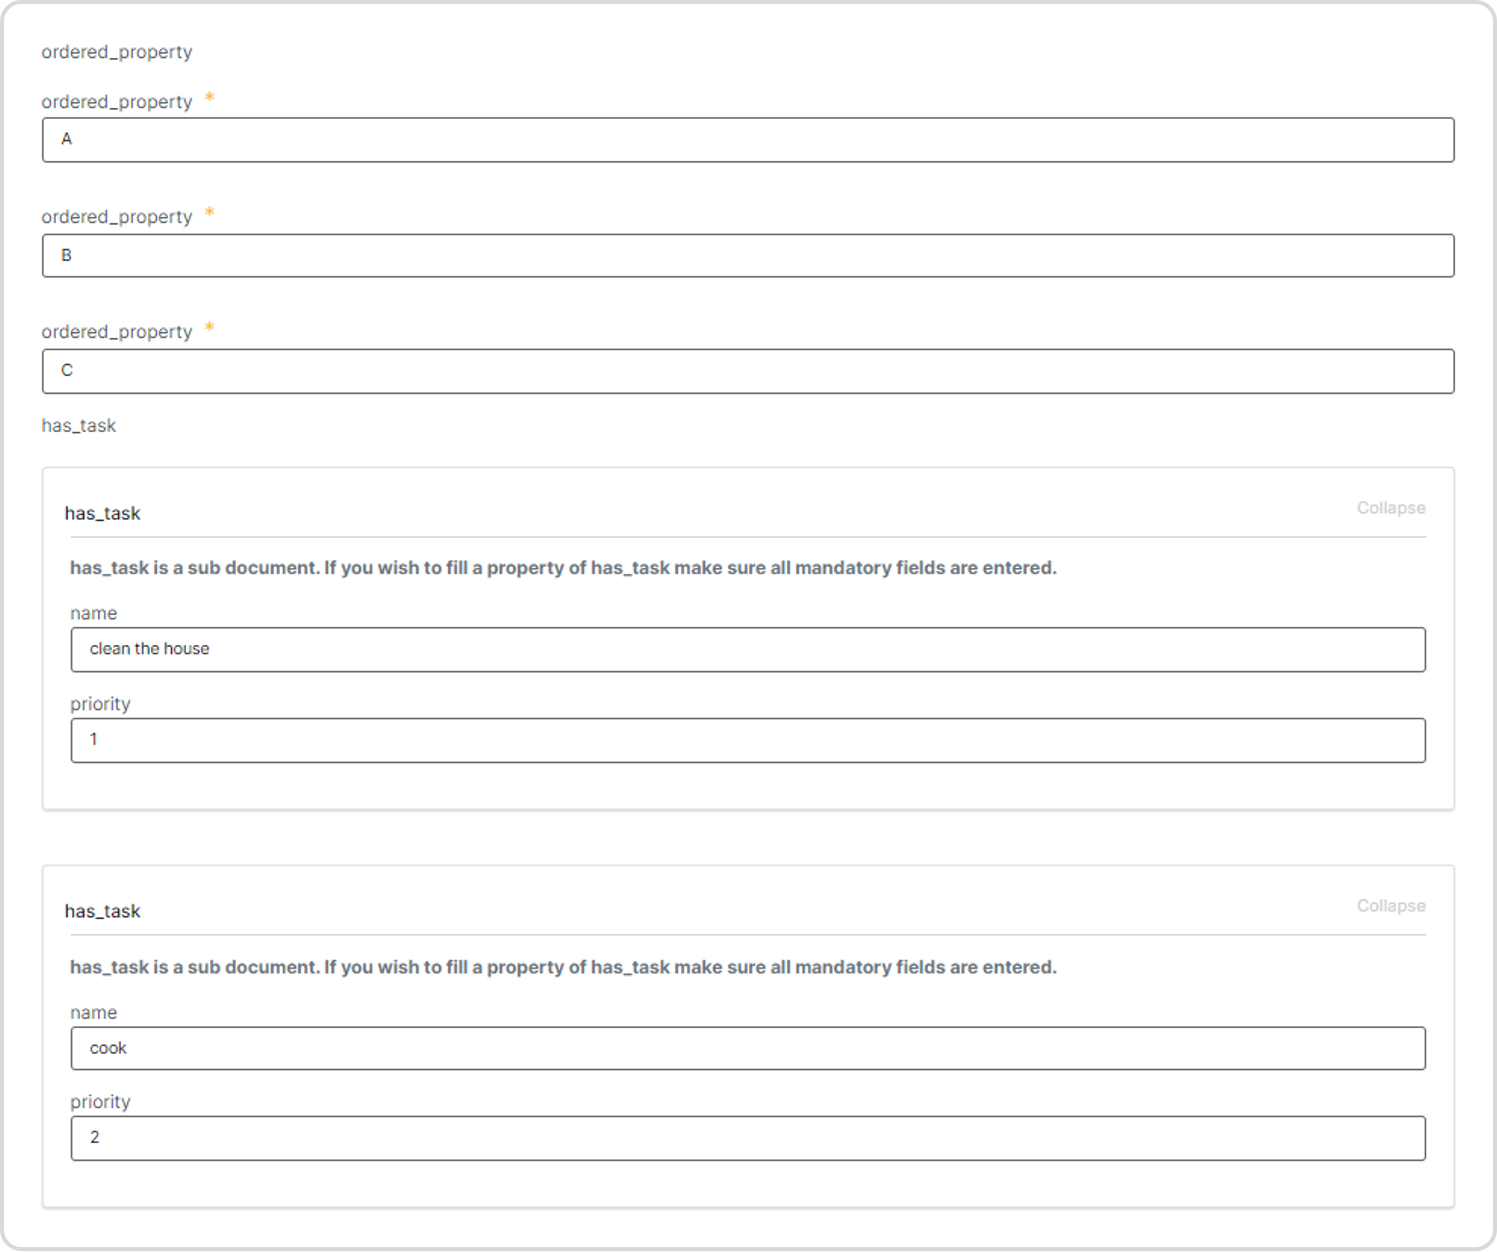 ordered_property
ordered_property *
A
ordered_property *
B
ordered_property *
C
has_task
has_task Collapse
has_task is a sub document. If you wish to fill a property of has_task make sure all mandatory fields are entered.
name
clean the house
priority
1
has_task Collapse
has_task is a sub document. If you wish to fill a property of has_task make sure all mandatory fields are entered.
name
cook
priority
2